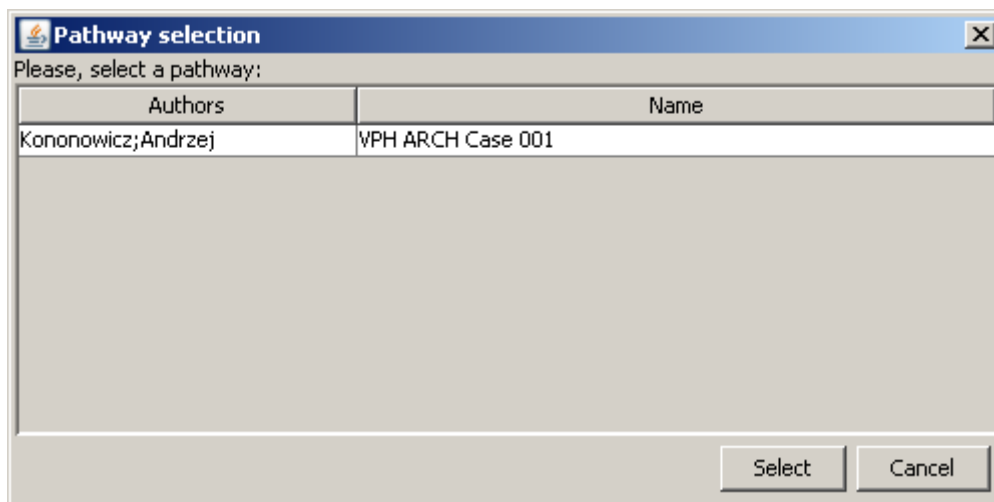 Pathway selection
Please, select a pathway:
Authors Name
Kononowicz;Andrzej VPH ARCH Case 001
Select Cancel